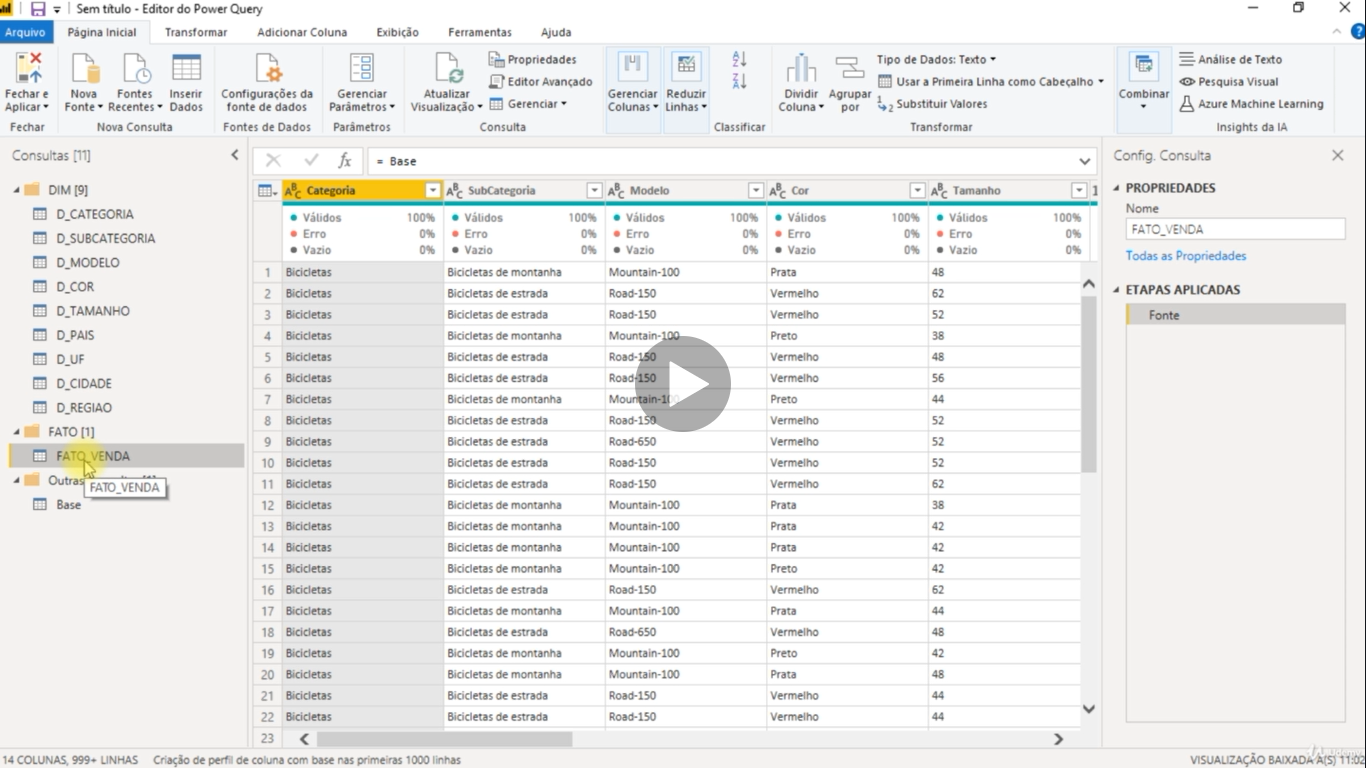 Sem título - Editor do Power Query
Arquivo Página Inicial Transformar Adicionar Coluna Exibição Ferramentas Ajuda
Fechar e Aplicar
Fechar
Nova Fonte
Fontes Recentes
Inserir Dados
Nova Consulta
Configurações da fonte de dados
Fontes de Dados
Gerenciar Parâmetros
Parâmetros
Atualizar Visualização
Propriedades
Editor Avançado
Gerenciar
Consulta
Gerenciar Colunas
Reduzir Linhas
Classificar
Dividir Coluna
Agrupar por
Tipo de Dados: Texto
Usar a Primeira Linha como Cabeçalho
Substituir Valores
Transformar
Combinar
Análise de Texto
Pesquisa Visual
Azure Machine Learning
Insights da IA
Consultas [11]
DIM [9]
D_CATEGORIA
D_SUBCATEGORIA
D_MODELO
D_COR
D_TAMANHO
D_PAIS
D_UF
D_CIDADE
D_REGIAO
FATO [1]
FATO_VENDA
Outras
FATO_VENDA
Base
= Base
Categoria SubCategoria Modelo Cor Tamanho
Válidos 100% Válidos 100% Válidos 100% Válidos 100% Válidos 100%
Erro 0% Erro 0% Erro 0% Erro 0% Erro 0%
Vazio 0% Vazio 0% Vazio 0% Vazio 0% Vazio 0%
1 Bicicletas Bicicletas de montanha Mountain-100 Prata 48
2 Bicicletas Bicicletas de estrada Road-150 Vermelho 62
3 Bicicletas Bicicletas de estrada Road-150 Vermelho 52
4 Bicicletas Bicicletas de montanha Mountain-100 Preto 38
5 Bicicletas Bicicletas de estrada Road-150 Vermelho 48
6 Bicicletas Bicicletas de estrada Road-150 Vermelho 56
7 Bicicletas Bicicletas de montanha Mountain-100 Preto 44
8 Bicicletas Bicicletas de estrada Road-150 Vermelho 52
9 Bicicletas Bicicletas de estrada Road-650 Vermelho 52
10 Bicicletas Bicicletas de estrada Road-150 Vermelho 52
11 Bicicletas Bicicletas de estrada Road-150 Vermelho 62
12 Bicicletas Bicicletas de montanha Mountain-100 Prata 38
13 Bicicletas Bicicletas de montanha Mountain-100 Prata 42
14 Bicicletas Bicicletas de montanha Mountain-100 Prata 42
15 Bicicletas Bicicletas de montanha Mountain-100 Preto 42
16 Bicicletas Bicicletas de estrada Road-150 Vermelho 62
17 Bicicletas Bicicletas de montanha Mountain-100 Prata 44
18 Bicicletas Bicicletas de estrada Road-650 Vermelho 48
19 Bicicletas Bicicletas de montanha Mountain-100 Preto 42
20 Bicicletas Bicicletas de montanha Mountain-100 Prata 48
21 Bicicletas Bicicletas de estrada Road-150 Vermelho 44
22 Bicicletas Bicicletas de estrada Road-150 Vermelho 44
23
Config. Consulta
PROPRIEDADES
Nome
FATO_VENDA
Todas as Propriedades
ETAPAS APLICADAS
Fonte
14 COLUNAS, 999+ LINHAS Criação de perfil de coluna com base nas primeiras 1000 linhas
VISUALIZAÇÃO BAIXADA A(S) 11:02